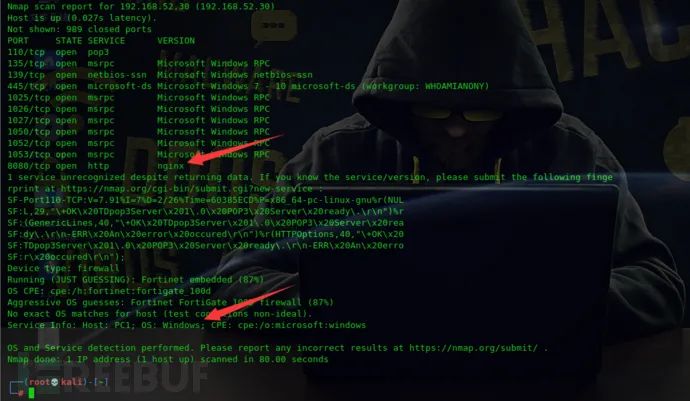 Nmap scan report for 192.168.52.30 (192.168.52.30)
Host is up (0.027s latency).
Not shown: 989 closed ports
PORT STATE SERVICE VERSION
110/tcp open pop3
135/tcp open msrpc Microsoft Windows RPC
139/tcp open netbios-ssn Microsoft Windows netbios-ssn
445/tcp open microsoft-ds Microsoft Windows 7 - 10 microsoft-ds (workgroup: WHOAMIANONY)
1025/tcp open msrpc Microsoft Windows RPC
1026/tcp open msrpc Microsoft Windows RPC
1027/tcp open msrpc Microsoft Windows RPC
1050/tcp open msrpc Microsoft Windows RPC
1052/tcp open msrpc Microsoft Windows RPC
1053/tcp open msrpc Microsoft Windows RPC
8080/tcp open http nginx
1 service unrecognized despite returning data. If you know the service/version, please submit the following finge
rprint at https://nmap.org/cgi-bin/submit.cgi?new-service :
SF-Port110-TCP:V=7.91%I=7%D=2/26%Time=60385ECD%P=x86_64-pc-linux-gnu%r(NUL
SF:L,29,"\+OK\x20TDpop3Server\x201\.0\x20POP3\x20Server\x20ready\.\r\n")%r
SF:(GenericLines,40,"\+OK\x20TDpop3Server\x201\.0\x20POP3\x20Server\x20rea
SF:dy\.\r\n-ERR\x20An\x20error\x20occured\r\n")%r(HTTPOptions,40,"\+OK\x20
SF:TDpop3Server\x201\.0\x20POP3\x20Server\x20ready\.\r\n-ERR\x20An\x20erro
SF:r\x20occured\r\n");
Device type: firewall
Running (JUST GUESSING): Fortinet embedded (87%)
OS CPE: cpe:/h:fortinet:fortigate_100d
Aggressive OS guesses: Fortinet FortiGate 100D firewall (87%)
No exact OS matches for host (test conditions non-ideal).
Service Info: Host: PC1; OS: Windows; CPE: cpe:/o:microsoft:windows
OS and Service detection performed. Please report any incorrect results at https://nmap.org/submit/ .
Nmap done: 1 IP address (1 host up) scanned in 80.00 seconds
(root💀kali)-[~]
#
REEBUF